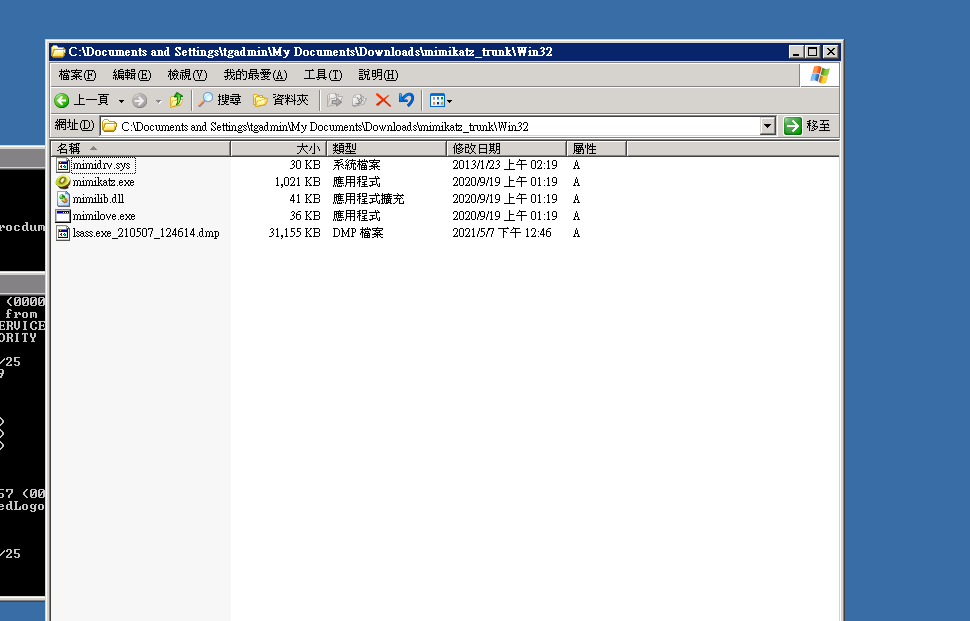 C:\Documents and Settings\tgadmin\My Documents\Downloads\mimikatz_trunk\Win32
檔案(F) 編輯(E) 檢視(V) 我的最愛(A) 工具(T) 說明(H)
上一頁 搜尋 資料夾
網址(D) C:\Documents and Settings\tgadmin\My Documents\Downloads\mimikatz_trunk\Win32 移至
名稱 大小 類型 修改日期 屬性
mimidrv.sys 30 KB 系統檔案 2013/1/23 上午 02:19 A
mimikatz.exe 1,021 KB 應用程式 2020/9/19 上午 01:19 A
mimilib.dll 41 KB 應用程式擴充 2020/9/19 上午 01:19 A
mimilove.exe 36 KB 應用程式 2020/9/19 上午 01:19 A
lsass.exe_210507_124614.dmp 31,155 KB DMP 檔案 2021/5/7 下午 12:46 A
rocdum
(0000
from
ERVICE
ORITY
/25
9
57 (00
edLogo
/25